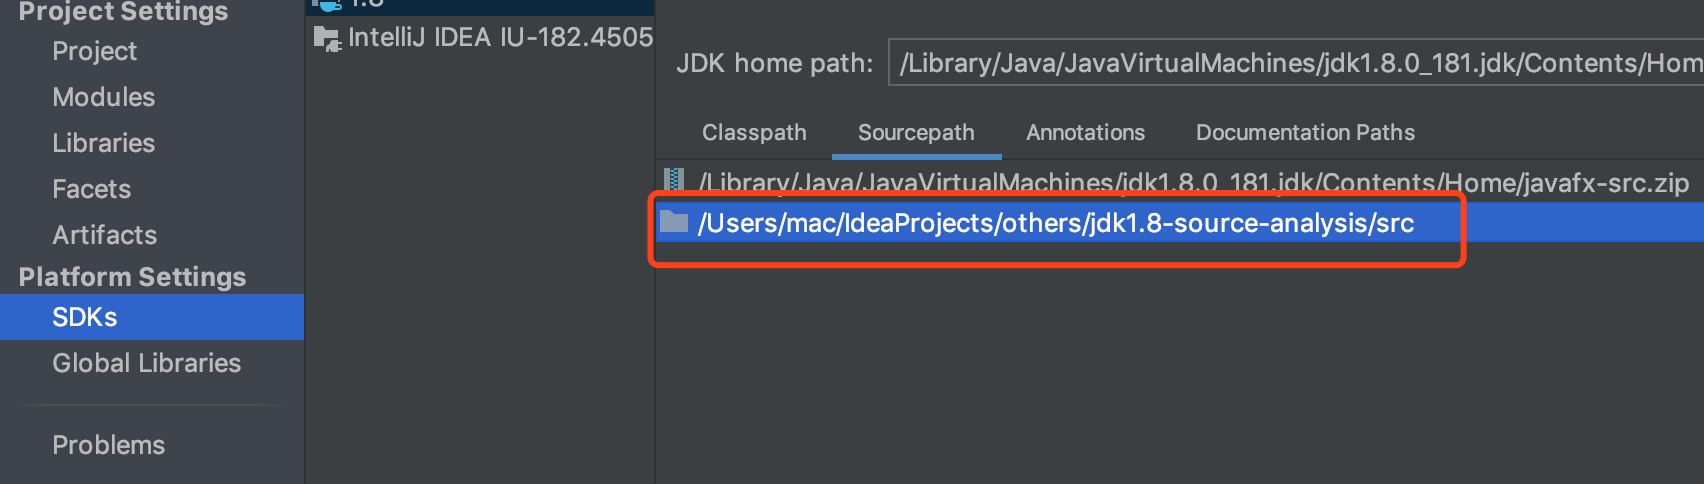 Project Settings
Project
Modules
Libraries
Facets
Artifacts
Platform Settings
SDKs
Global Libraries
Problems
1.8
IntelliJ IDEA IU-182.4505
JDK home path: /Library/Java/JavaVirtualMachines/jdk1.8.0_181.jdk/Contents/Hom
Classpath Sourcepath Annotations Documentation Paths
/Library/Java/JavaVirtualMachines/jdk1.8.0_181.jdk/Contents/Home/javafx-src.zip
/Users/mac/IdeaProjects/others/jdk1.8-source-analysis/src